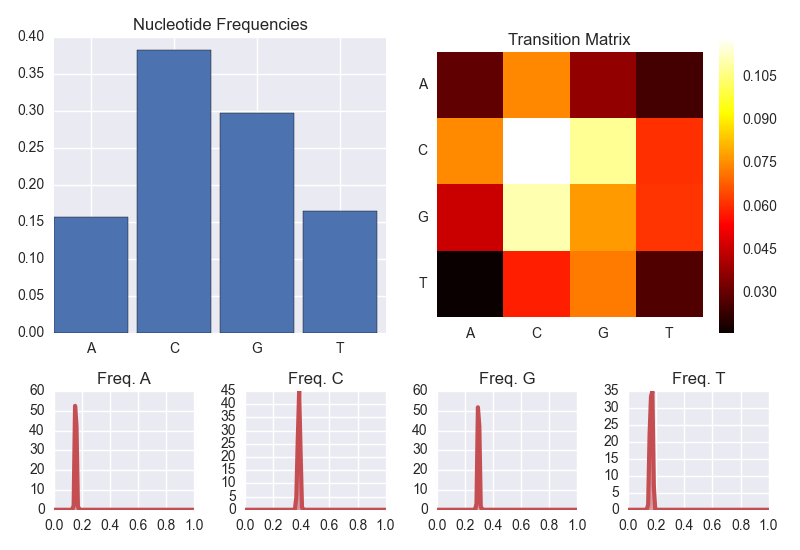 Nucleotide Frequencies
0.40
0.35
0.30
0.25
0.20
0.15
0.10
0.05
0.00
A C G T
Transition Matrix
A
C
G
T
A C G T
0.105
0.090
0.075
0.060
0.045
0.030
Freq. A
60
50
40
30
20
10
0
0.0 0.2 0.4 0.6 0.8 1.0
Freq. C
45
40
35
30
25
20
15
10
5
0
0.0 0.2 0.4 0.6 0.8 1.0
Freq. G
60
50
40
30
20
10
0
0.0 0.2 0.4 0.6 0.8 1.0
Freq. T
35
30
25
20
15
10
5
0
0.0 0.2 0.4 0.6 0.8 1.0